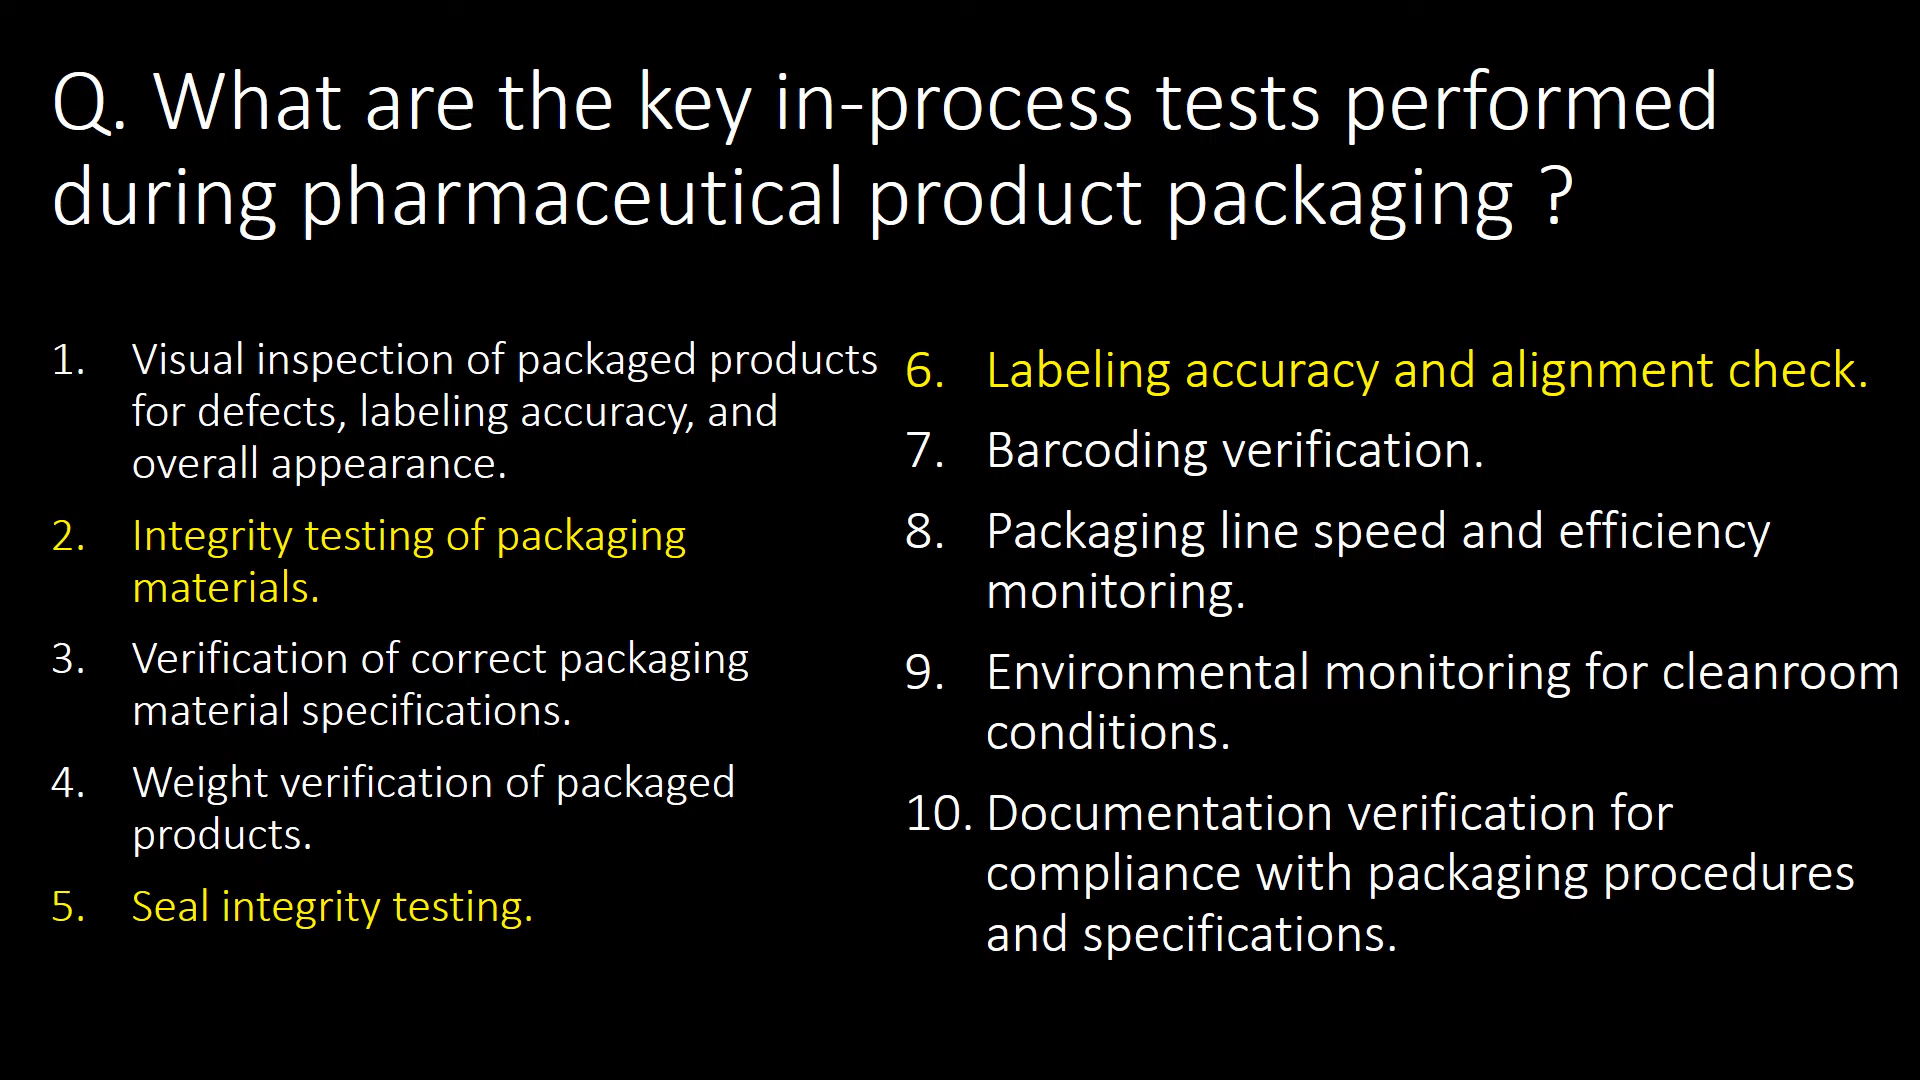 Q. What are the key in-process tests performed
during pharmaceutical product packaging ?
1. Visual inspection of packaged products
for defects, labeling accuracy, and
overall appearance.
2. Integrity testing of packaging
materials.
3. Verification of correct packaging
material specifications.
4. Weight verification of packaged
products.
5. Seal integrity testing.
6. Labeling accuracy and alignment check.
7. Barcoding verification.
8. Packaging line speed and efficiency
monitoring.
9. Environmental monitoring for cleanroom
conditions.
10. Documentation verification for
compliance with packaging procedures
and specifications.